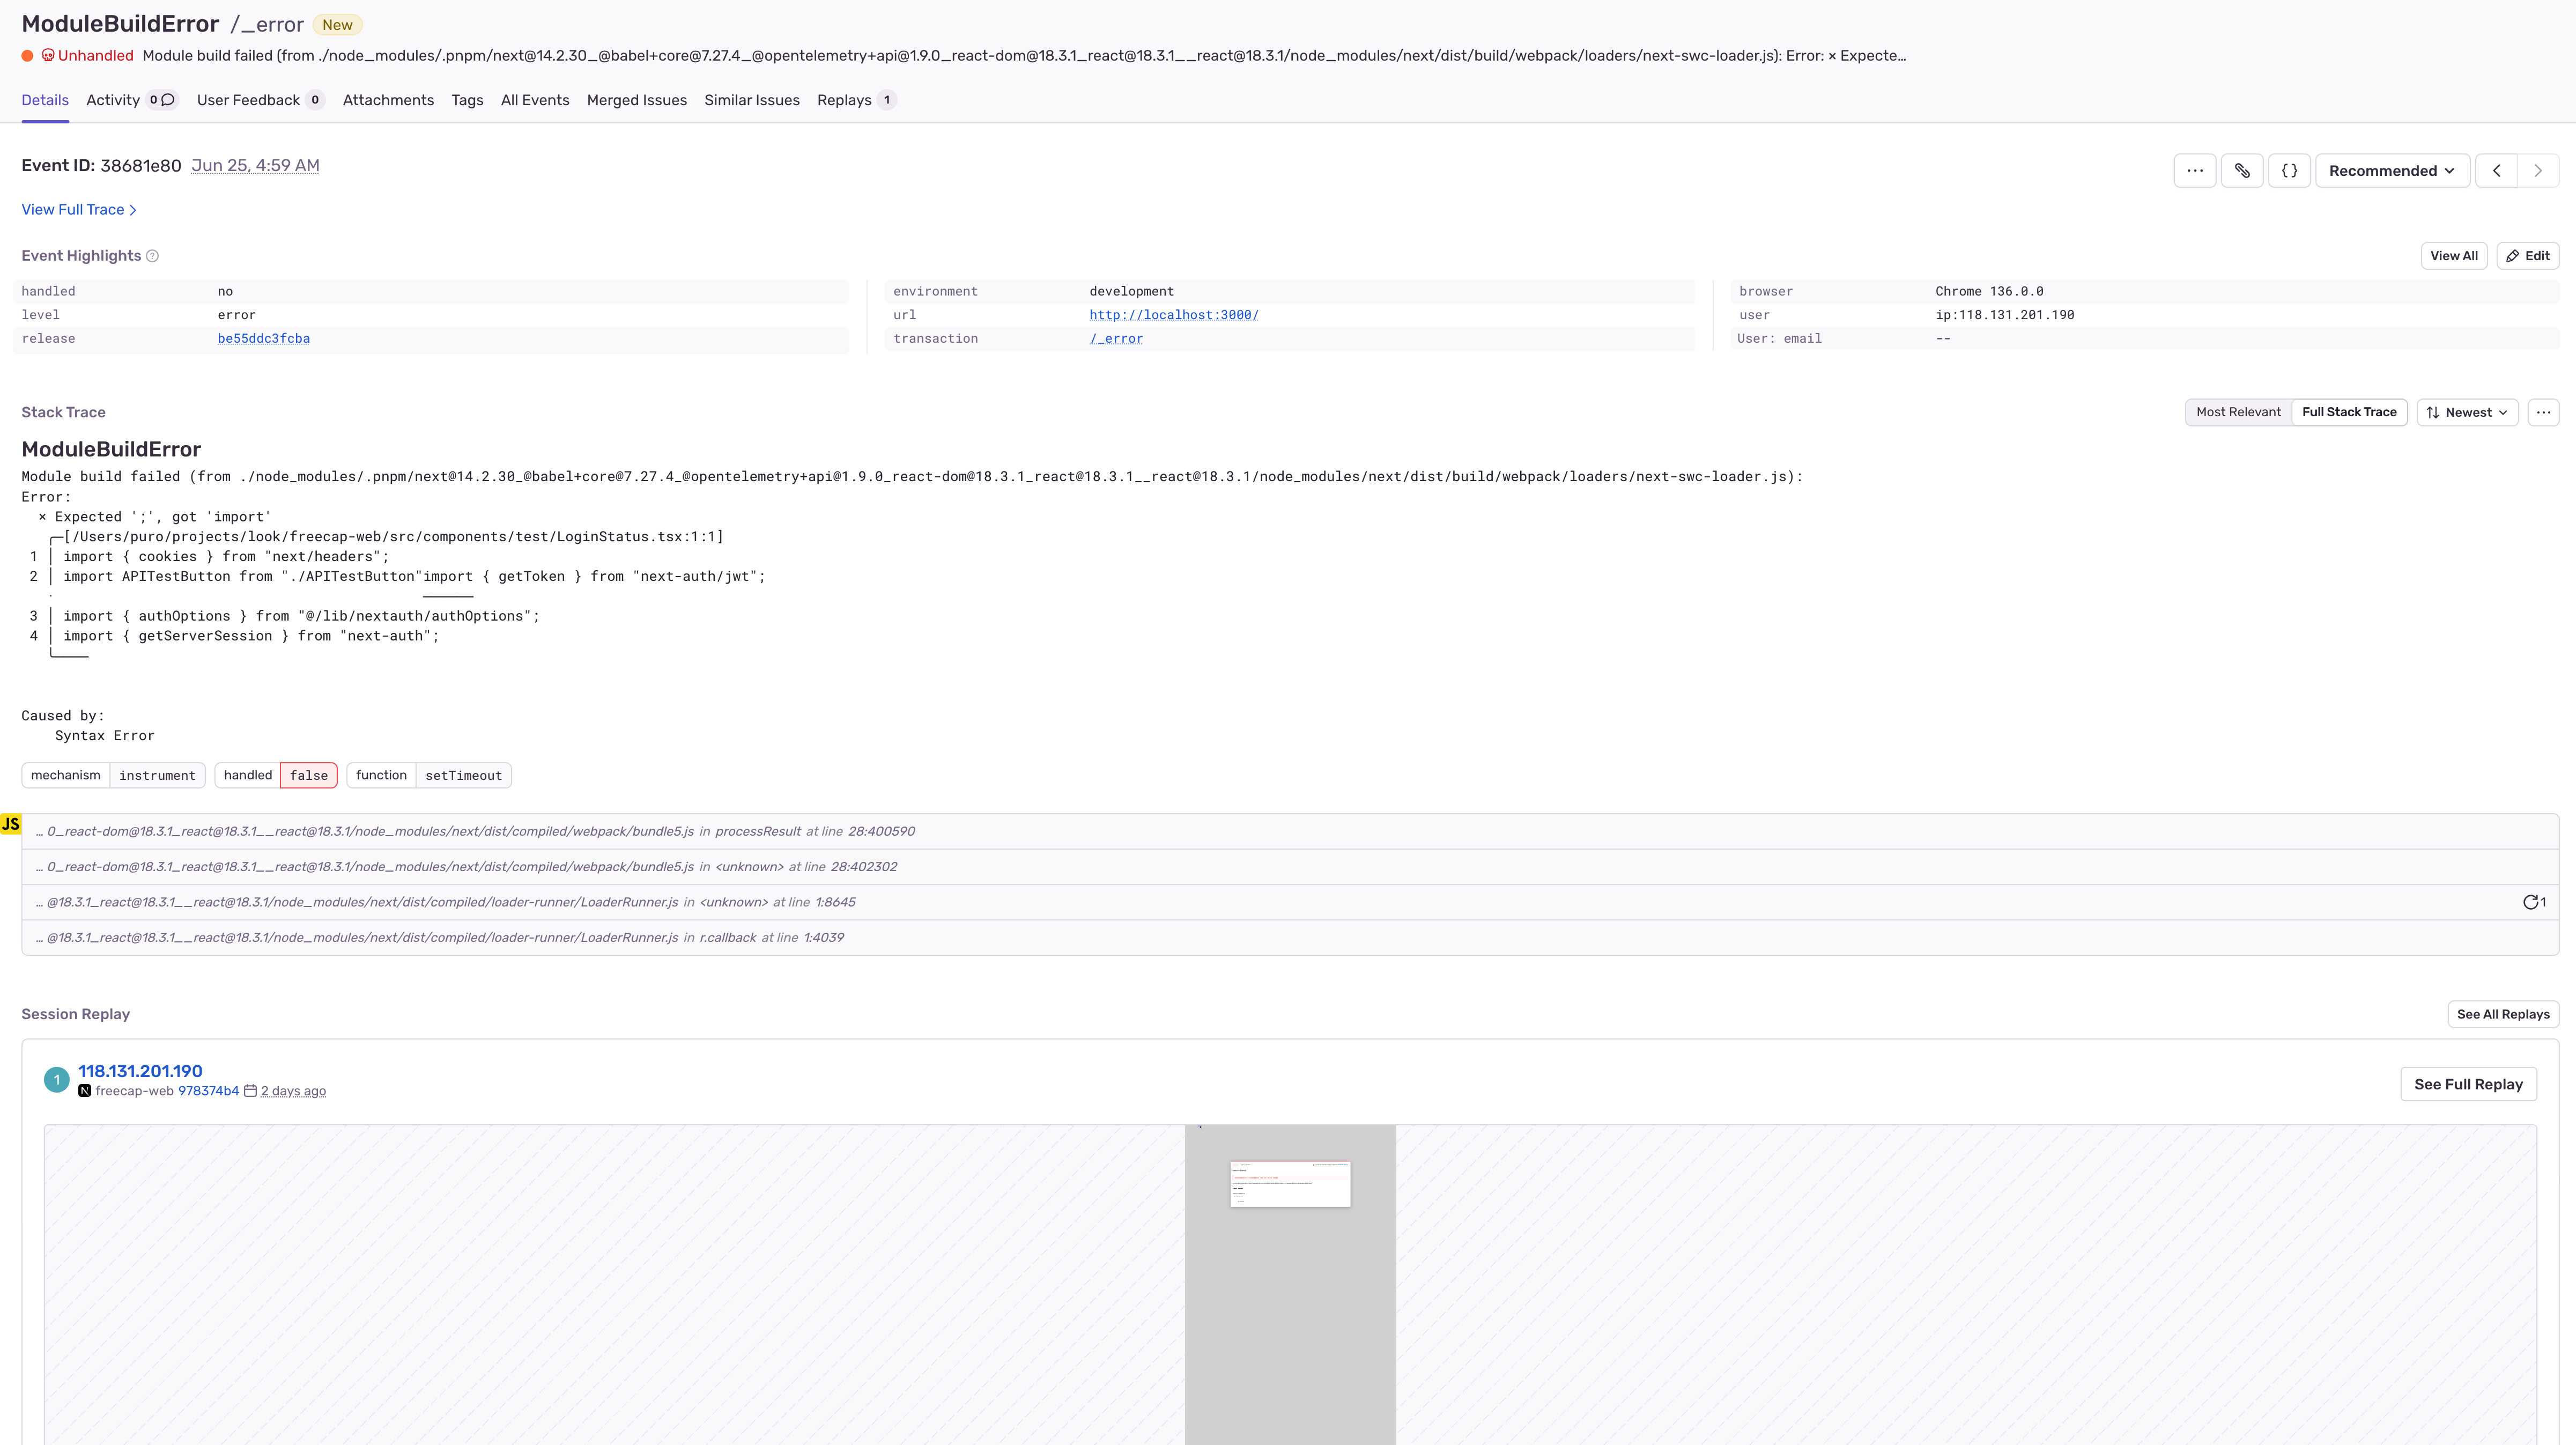 ModuleBuildError /_error New
Unhandled Module build failed (from ./node_modules/.pnpm/next@14.2.30_@babel+core@7.27.4_@opentelemetry+api@1.9.0_react-dom@18.3.1_react@18.3.1__react@18.3.1/node_modules/next/dist/build/webpack/loaders/next-swc-loader.js): Error: × Expecte…
Details Activity 0 User Feedback 0 Attachments Tags All Events Merged Issues Similar Issues Replays 1
Event ID: 38681e80 Jun 25, 4:59 AM
Recommended
View Full Trace
Event Highlights
View All Edit
handled no environment development browser Chrome 136.0.0
level error url http://localhost:3000/ user ip:118.131.201.190
release be55ddc3fcba transaction /_error User: email --
Stack Trace Most Relevant Full Stack Trace Newest
ModuleBuildError
Module build failed (from ./node_modules/.pnpm/next@14.2.30_@babel+core@7.27.4_@opentelemetry+api@1.9.0_react-dom@18.3.1_react@18.3.1__react@18.3.1/node_modules/next/dist/build/webpack/loaders/next-swc-loader.js):
Error:
  × Expected ';', got 'import'
   ╭─[/Users/puro/projects/look/freecap-web/src/components/test/LoginStatus.tsx:1:1]
 1 │ import { cookies } from "next/headers";
 2 │ import APITestButton from "./APITestButton"import { getToken } from "next-auth/jwt";
   ·                                            ──────
 3 │ import { authOptions } from "@/lib/nextauth/authOptions";
 4 │ import { getServerSession } from "next-auth";
   ╰────
Caused by:
    Syntax Error
mechanism instrument handled false function setTimeout
JS
… 0_react-dom@18.3.1_react@18.3.1__react@18.3.1/node_modules/next/dist/compiled/webpack/bundle5.js in processResult at line 28:400590
… 0_react-dom@18.3.1_react@18.3.1__react@18.3.1/node_modules/next/dist/compiled/webpack/bundle5.js in <unknown> at line 28:402302
… @18.3.1_react@18.3.1__react@18.3.1/node_modules/next/dist/compiled/loader-runner/LoaderRunner.js in <unknown> at line 1:8645 1
… @18.3.1_react@18.3.1__react@18.3.1/node_modules/next/dist/compiled/loader-runner/LoaderRunner.js in r.callback at line 1:4039
Session Replay See All Replays
1 118.131.201.190
N freecap-web 978374b4 2 days ago
See Full Replay